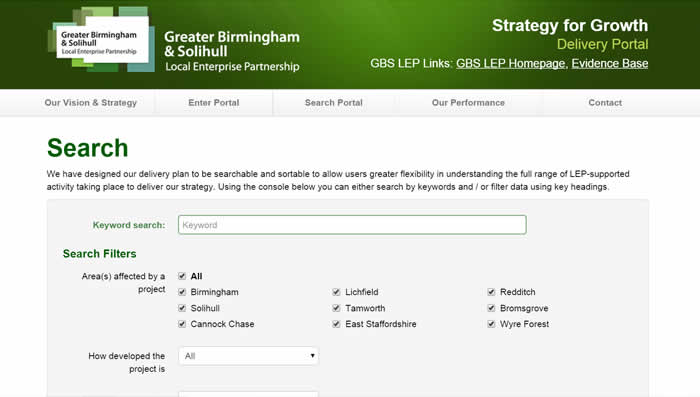 Greater Birmingham
& Solihull
Local Enterprise Partnership
Greater Birmingham
& Solihull
Local Enterprise Partnership
Strategy for Growth
Delivery Portal
GBS LEP Links: GBS LEP Homepage, Evidence Base
Our Vision & Strategy Enter Portal Search Portal Our Performance Contact
Search
We have designed our delivery plan to be searchable and sortable to allow users greater flexibility in understanding the full range of LEP-supported
activity taking place to deliver our strategy. Using the console below you can either search by keywords and / or filter data using key headings.
Keyword search: Keyword
Search Filters
Area(s) affected by a
project
All
Birmingham Lichfield Redditch
Solihull Tamworth Bromsgrove
Cannock Chase East Staffordshire Wyre Forest
How developed the
project is
All